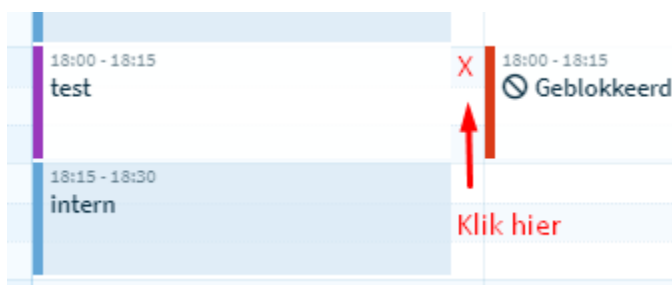 18:00 - 18:15
test
X
18:00 - 18:15
Geblokkeerd
18:15 - 18:30
intern
Klik hier